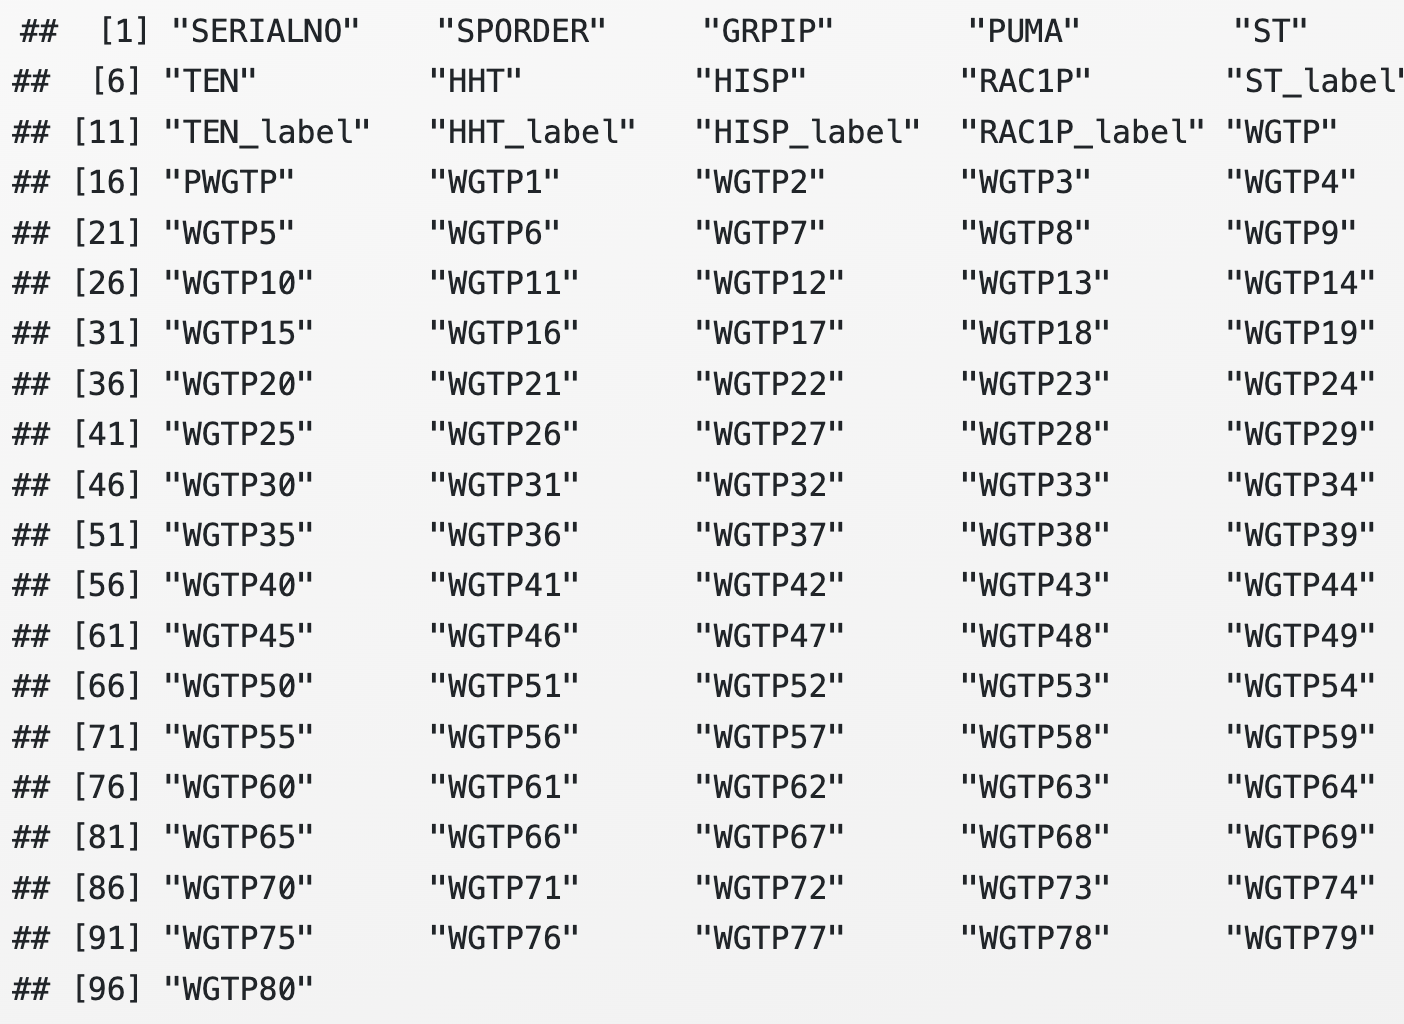 ##  [1] "SERIALNO"    "SPORDER"     "GRPIP"       "PUMA"        "ST"
##  [6] "TEN"         "HHT"         "HISP"        "RAC1P"       "ST_label"
## [11] "TEN_label"   "HHT_label"   "HISP_label"  "RAC1P_label" "WGTP"
## [16] "PWGTP"       "WGTP1"       "WGTP2"       "WGTP3"       "WGTP4"
## [21] "WGTP5"       "WGTP6"       "WGTP7"       "WGTP8"       "WGTP9"
## [26] "WGTP10"      "WGTP11"      "WGTP12"      "WGTP13"      "WGTP14"
## [31] "WGTP15"      "WGTP16"      "WGTP17"      "WGTP18"      "WGTP19"
## [36] "WGTP20"      "WGTP21"      "WGTP22"      "WGTP23"      "WGTP24"
## [41] "WGTP25"      "WGTP26"      "WGTP27"      "WGTP28"      "WGTP29"
## [46] "WGTP30"      "WGTP31"      "WGTP32"      "WGTP33"      "WGTP34"
## [51] "WGTP35"      "WGTP36"      "WGTP37"      "WGTP38"      "WGTP39"
## [56] "WGTP40"      "WGTP41"      "WGTP42"      "WGTP43"      "WGTP44"
## [61] "WGTP45"      "WGTP46"      "WGTP47"      "WGTP48"      "WGTP49"
## [66] "WGTP50"      "WGTP51"      "WGTP52"      "WGTP53"      "WGTP54"
## [71] "WGTP55"      "WGTP56"      "WGTP57"      "WGTP58"      "WGTP59"
## [76] "WGTP60"      "WGTP61"      "WGTP62"      "WGTP63"      "WGTP64"
## [81] "WGTP65"      "WGTP66"      "WGTP67"      "WGTP68"      "WGTP69"
## [86] "WGTP70"      "WGTP71"      "WGTP72"      "WGTP73"      "WGTP74"
## [91] "WGTP75"      "WGTP76"      "WGTP77"      "WGTP78"      "WGTP79"
## [96] "WGTP80"